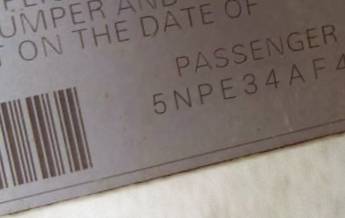 UMPER AND
T ON THE DATE OF
PASSENGER
5NPE34AF4